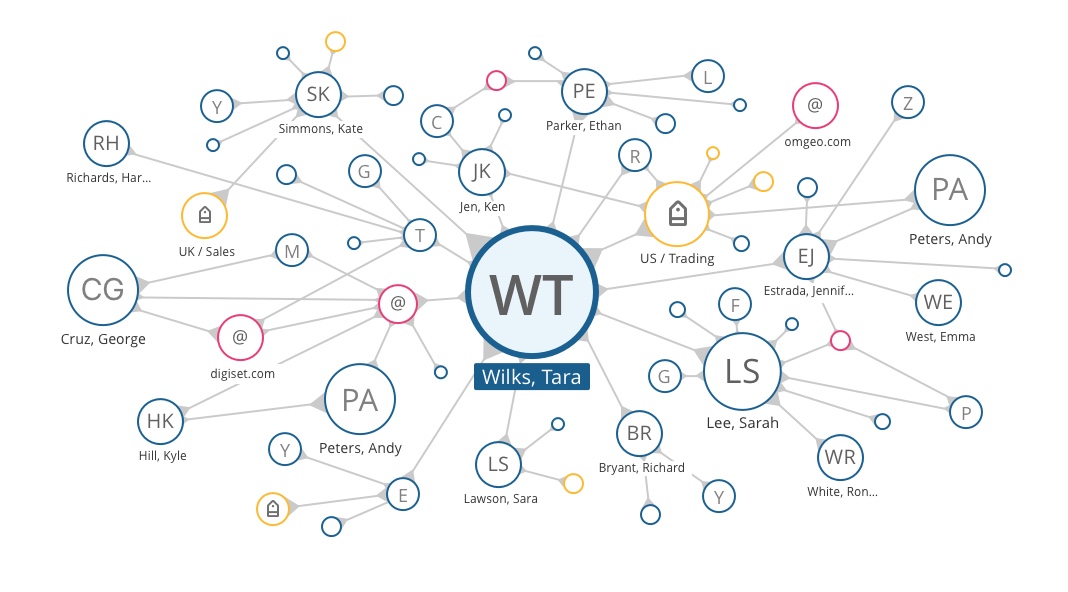 SK
Simmons, Kate
Y
PE
Parker, Ethan
L
@
omgeo.com
Z
C
RH
Richards, Har...
G
JK
Jen, Ken
R
PA
Peters, Andy
UK / Sales
T
M
US / Trading
EJ
Estrada, Jennif...
CG
Cruz, George
@
WT
Wilks, Tara
F
WE
West, Emma
@
digiset.com
LS
Lee, Sarah
G
PA
Peters, Andy
HK
Hill, Kyle
BR
Bryant, Richard
P
Y
LS
Lawson, Sara
WR
White, Ron...
E
Y